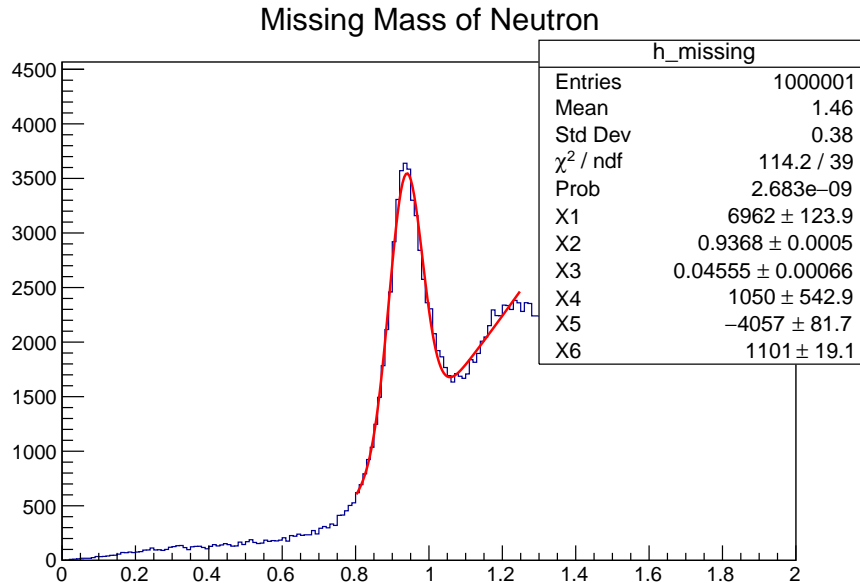 Missing Mass of Neutron
h_missing
Entries 1000001
Mean 1.46
Std Dev 0.38
χ² / ndf 114.2 / 39
Prob 2.683e−09
X1 6962 ± 123.9
X2 0.9368 ± 0.0005
X3 0.04555 ± 0.00066
X4 1050 ± 542.9
X5 −4057 ± 81.7
X6 1101 ± 19.1
4500
4000
3500
3000
2500
2000
1500
1000
500
0
0 0.2 0.4 0.6 0.8 1 1.2 1.4 1.6 1.8 2